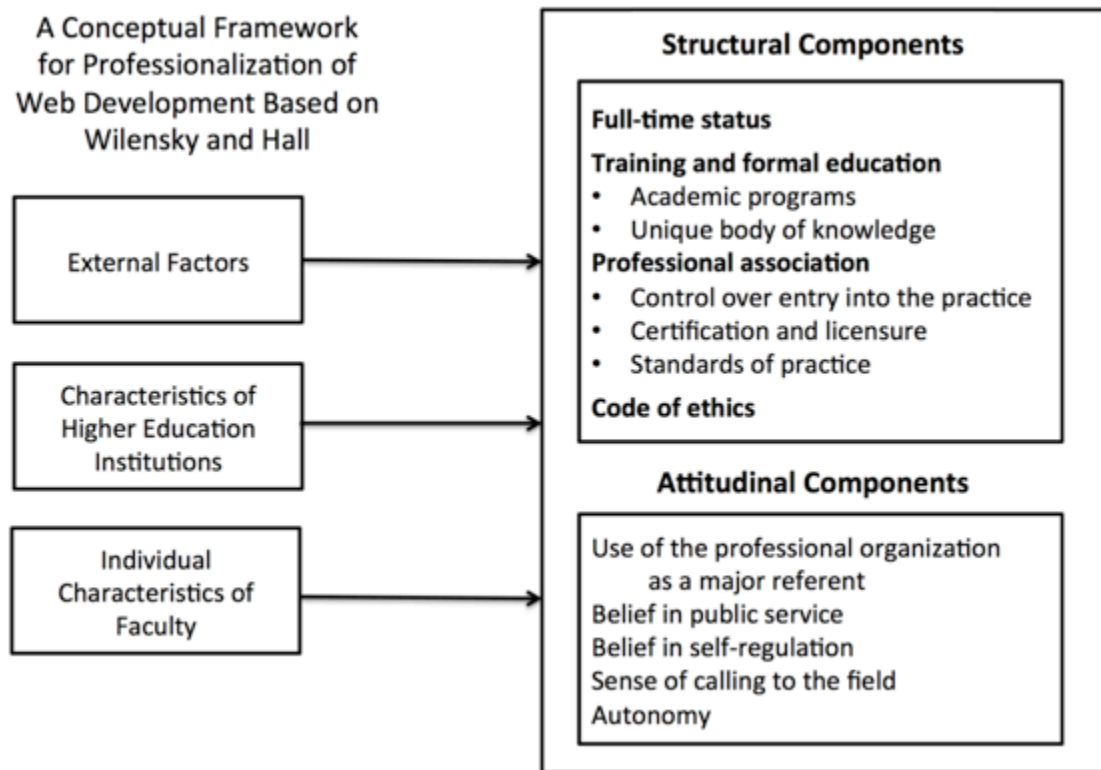 A Conceptual Framework
for Professionalization of
Web Development Based on
Wilensky and Hall
External Factors
Characteristics of
Higher Education
Institutions
Individual
Characteristics of
Faculty
Structural Components
Full-time status
Training and formal education
• Academic programs
• Unique body of knowledge
Professional association
• Control over entry into the practice
• Certification and licensure
• Standards of practice
Code of ethics
Attitudinal Components
Use of the professional organization
as a major referent
Belief in public service
Belief in self-regulation
Sense of calling to the field
Autonomy